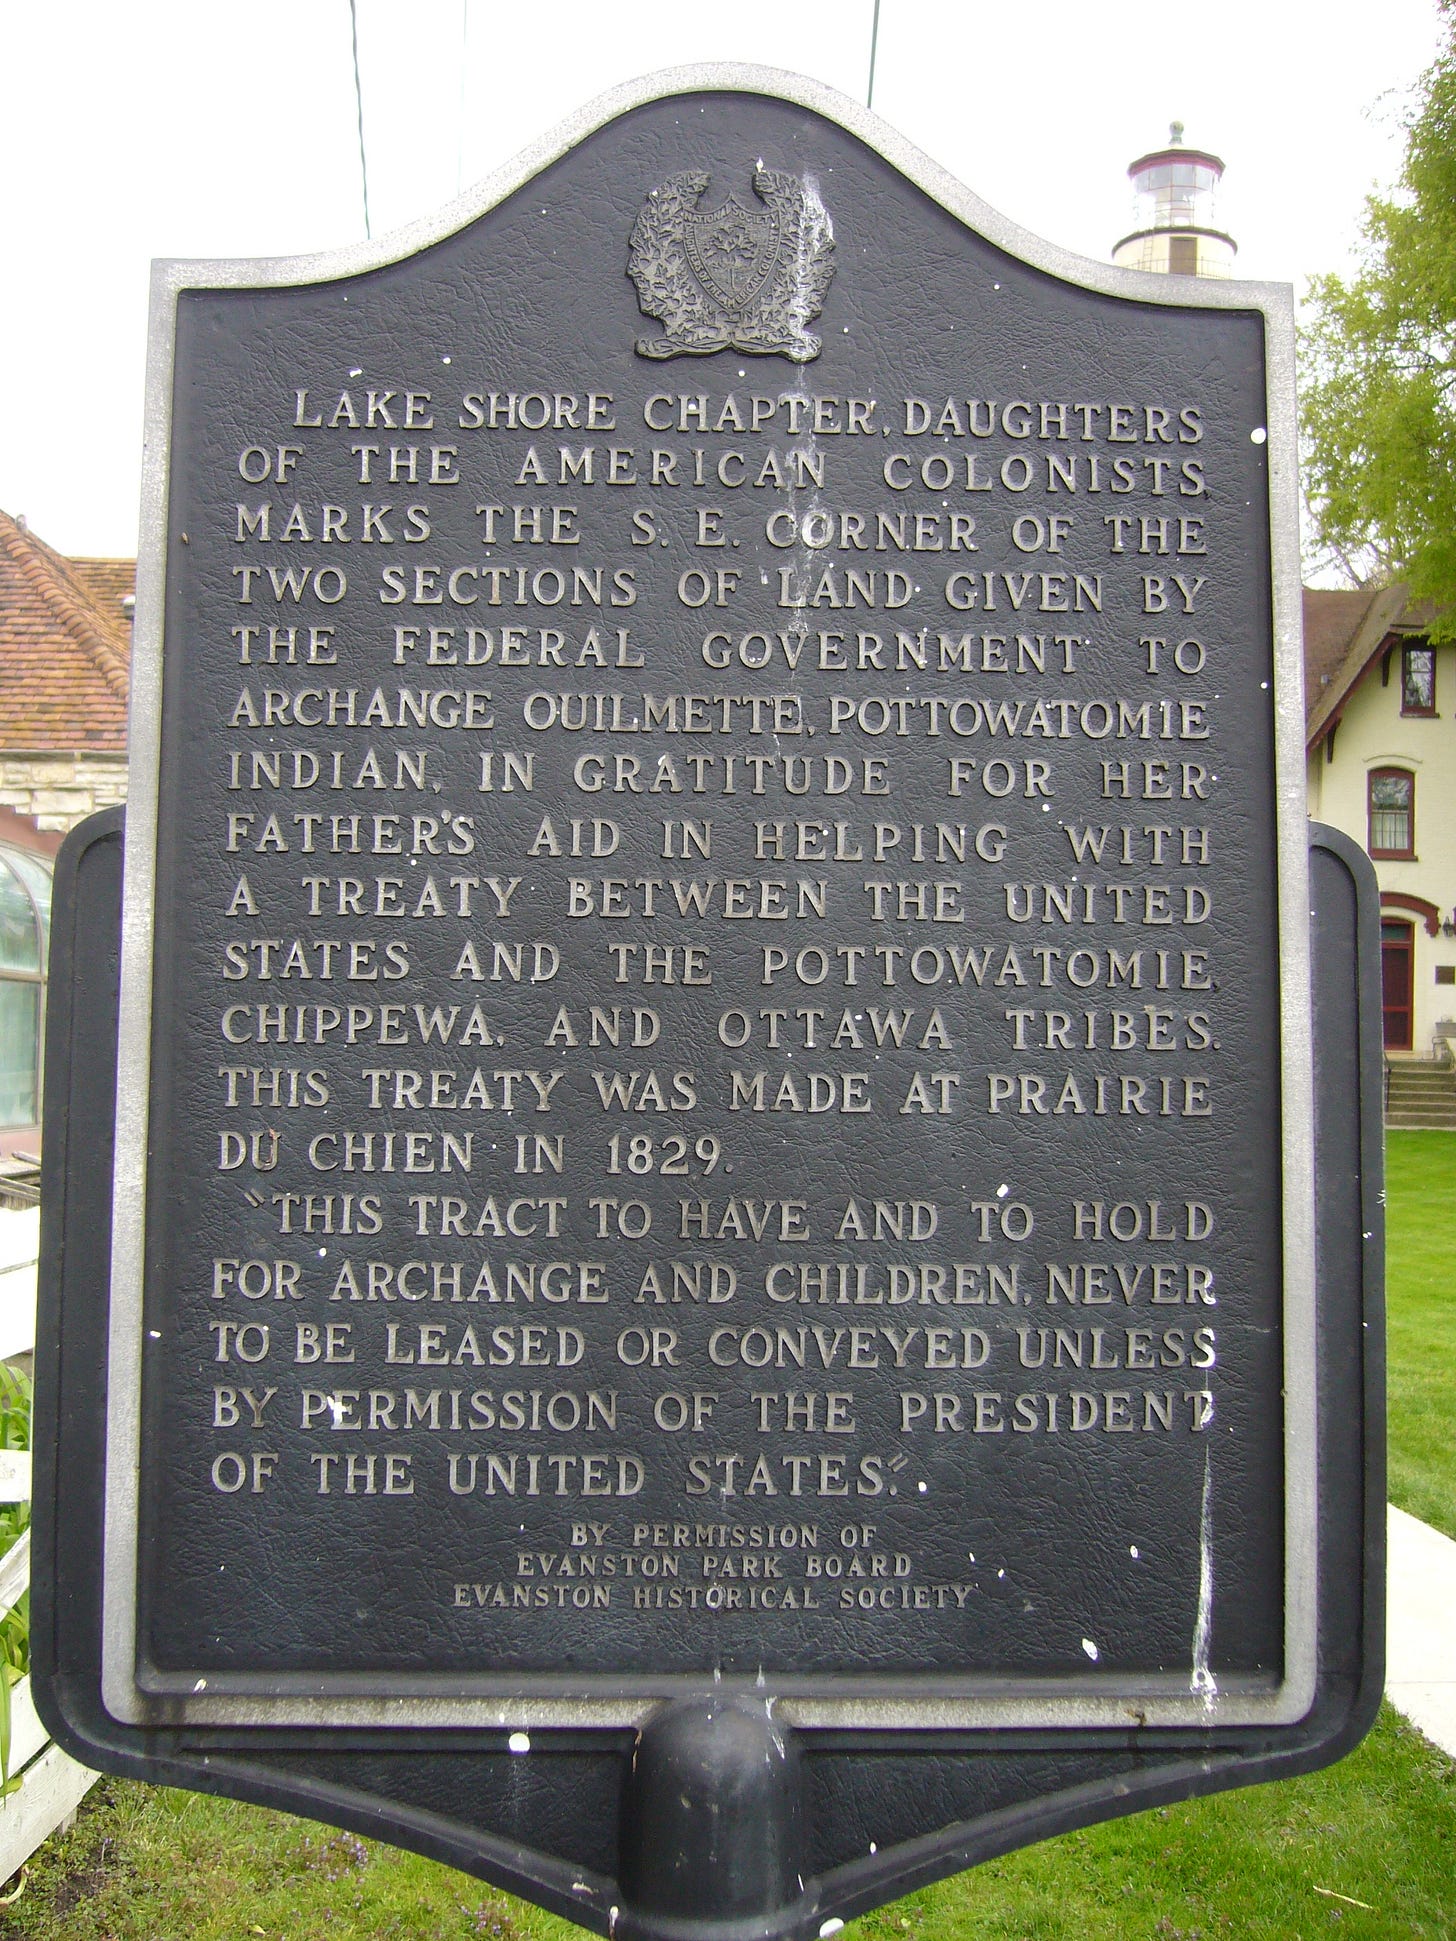 NATIONAL SOCIETY
LAKE SHORE CHAPTER, DAUGHTERS
OF THE AMERICAN COLONISTS,
MARKS THE S. E. CORNER OF THE
TWO SECTIONS OF LAND GIVEN BY
THE FEDERAL GOVERNMENT TO
ARCHANGE OUILMETTE, POTTOWATOMIE
INDIAN, IN GRATITUDE FOR HER
FATHER'S AID IN HELPING WITH
A TREATY BETWEEN THE UNITED
STATES AND THE POTTOWATOMIE,
CHIPPEWA, AND OTTAWA TRIBES.
THIS TREATY WAS MADE AT PRAIRIE
DU CHIEN IN 1829.
"THIS TRACT TO HAVE AND TO HOLD
FOR ARCHANGE AND CHILDREN, NEVER
TO BE LEASED OR CONVEYED UNLESS
BY PERMISSION OF THE PRESIDENT
OF THE UNITED STATES."
BY PERMISSION OF
EVANSTON PARK BOARD
EVANSTON HISTORICAL SOCIETY